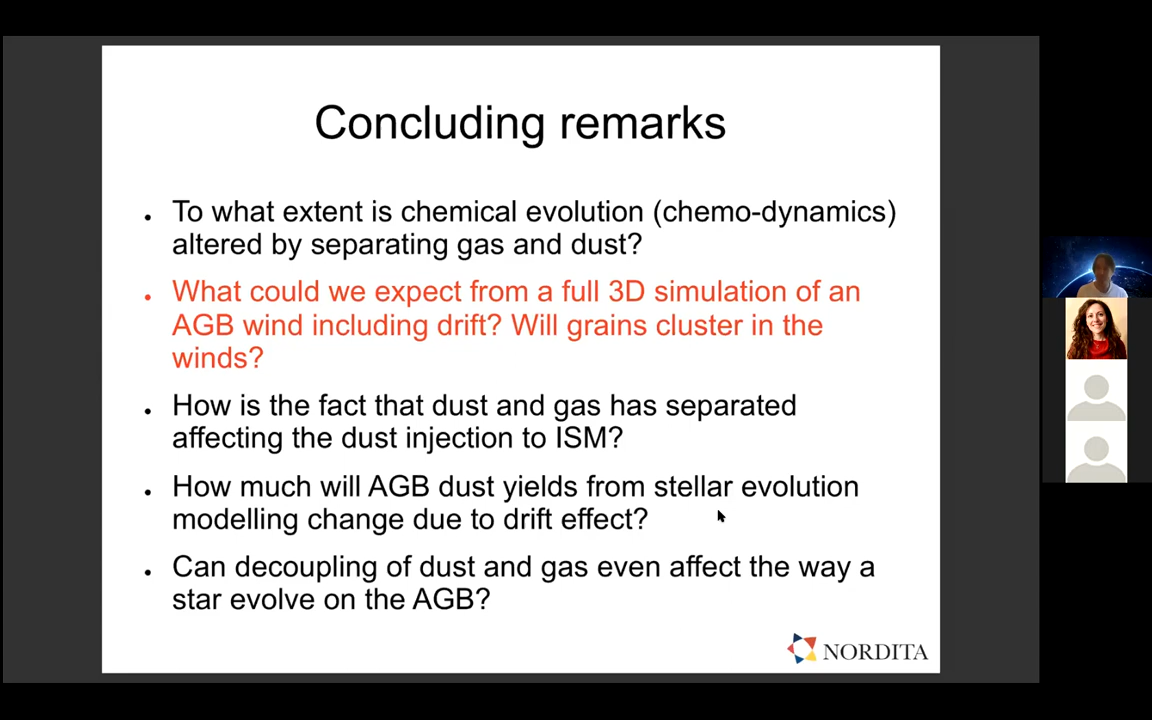 Concluding remarks
• To what extent is chemical evolution (chemo-dynamics)
altered by separating gas and dust?
• What could we expect from a full 3D simulation of an
AGB wind including drift? Will grains cluster in the
winds?
• How is the fact that dust and gas has separated
affecting the dust injection to ISM?
• How much will AGB dust yields from stellar evolution
modelling change due to drift effect?
• Can decoupling of dust and gas even affect the way a
star evolve on the AGB?
NORDITA